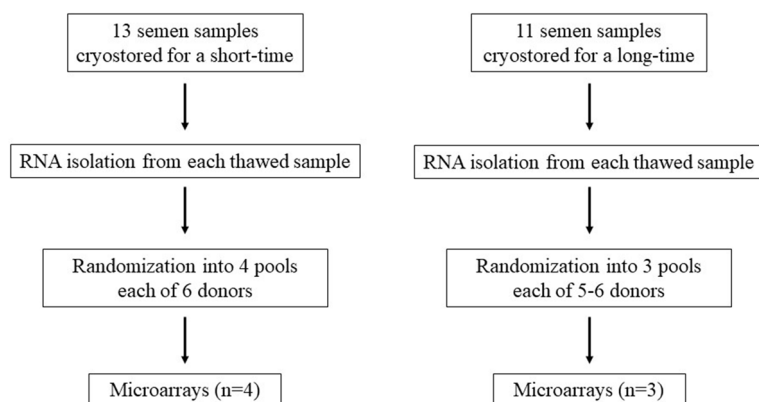 13 semen samples
cryostored for a short-time
RNA isolation from each thawed sample
Randomization into 4 pools
each of 6 donors
Microarrays (n=4)
11 semen samples
cryostored for a long-time
RNA isolation from each thawed sample
Randomization into 3 pools
each of 5-6 donors
Microarrays (n=3)